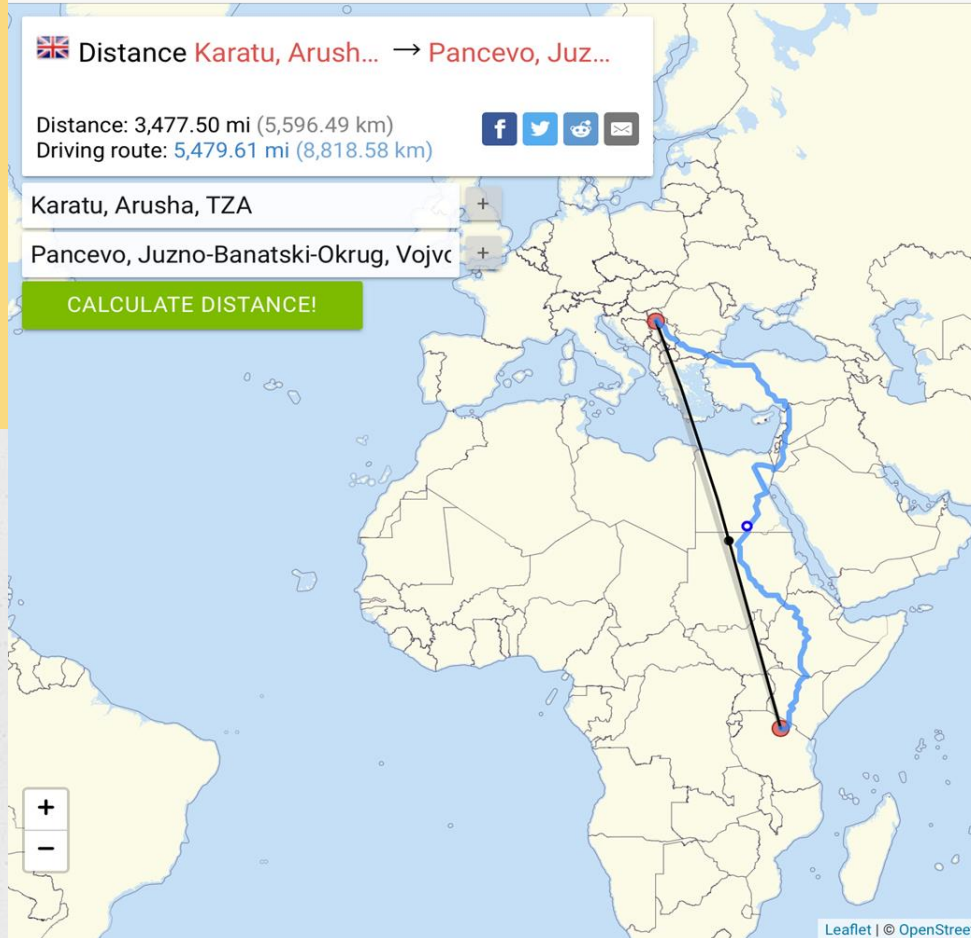 Distance Karatu, Arush... → Pancevo, Juz...
Distance: 3,477.50 mi (5,596.49 km)
Driving route: 5,479.61 mi (8,818.58 km)
Karatu, Arusha, TZA
+
Pancevo, Juzno-Banatski-Okrug, Vojvo
+
CALCULATE DISTANCE!
+
−
Leaflet | © OpenStree